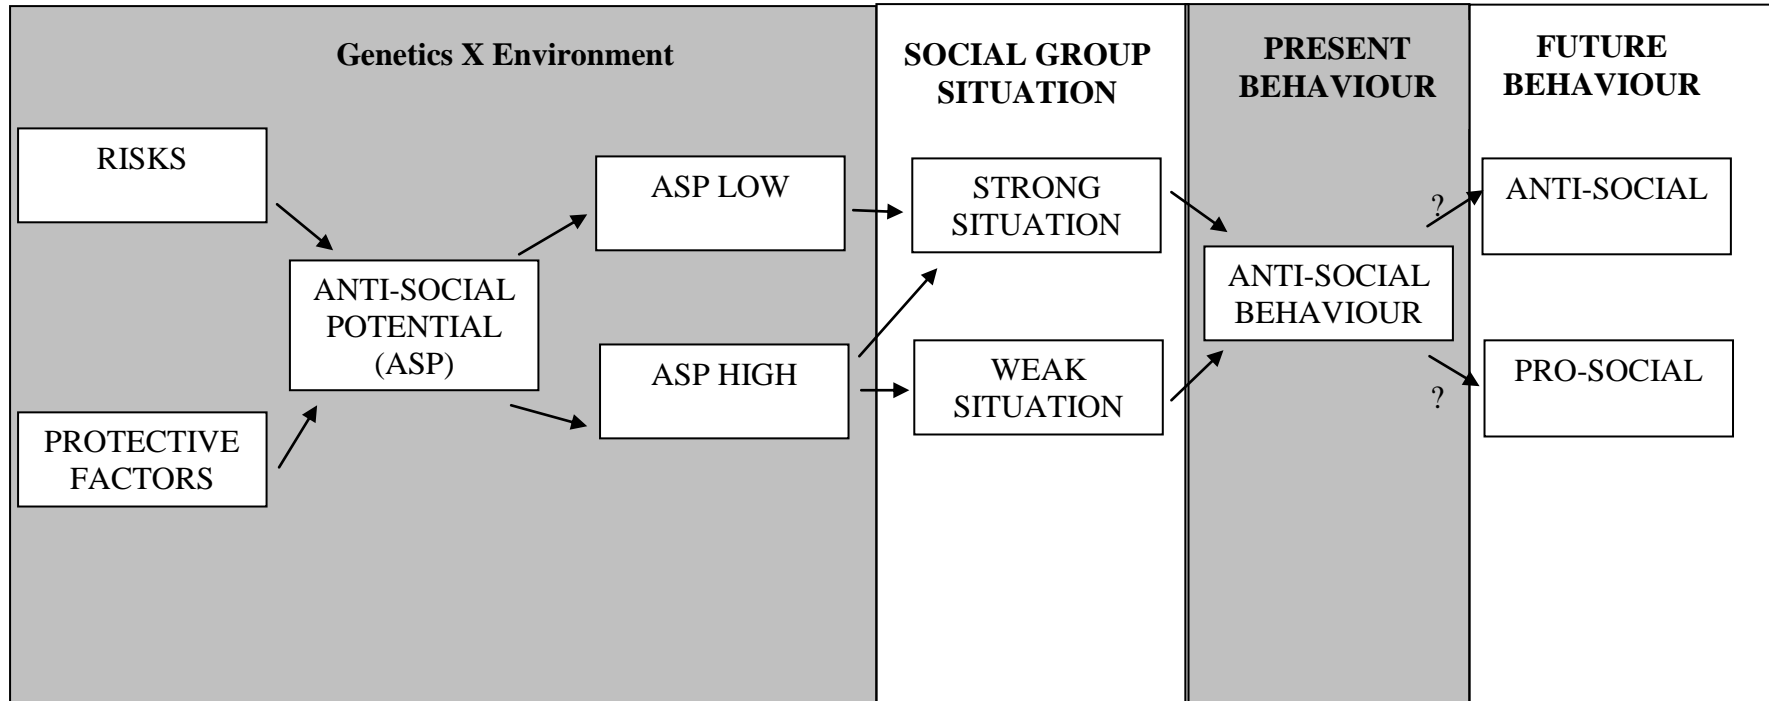 Genetics X Environment
SOCIAL GROUP
SITUATION
PRESENT
BEHAVIOUR
FUTURE
BEHAVIOUR
RISKS
PROTECTIVE
FACTORS
ANTI-SOCIAL
POTENTIAL
(ASP)
ASP LOW
ASP HIGH
STRONG
SITUATION
WEAK
SITUATION
ANTI-SOCIAL
BEHAVIOUR
?
?
ANTI-SOCIAL
PRO-SOCIAL